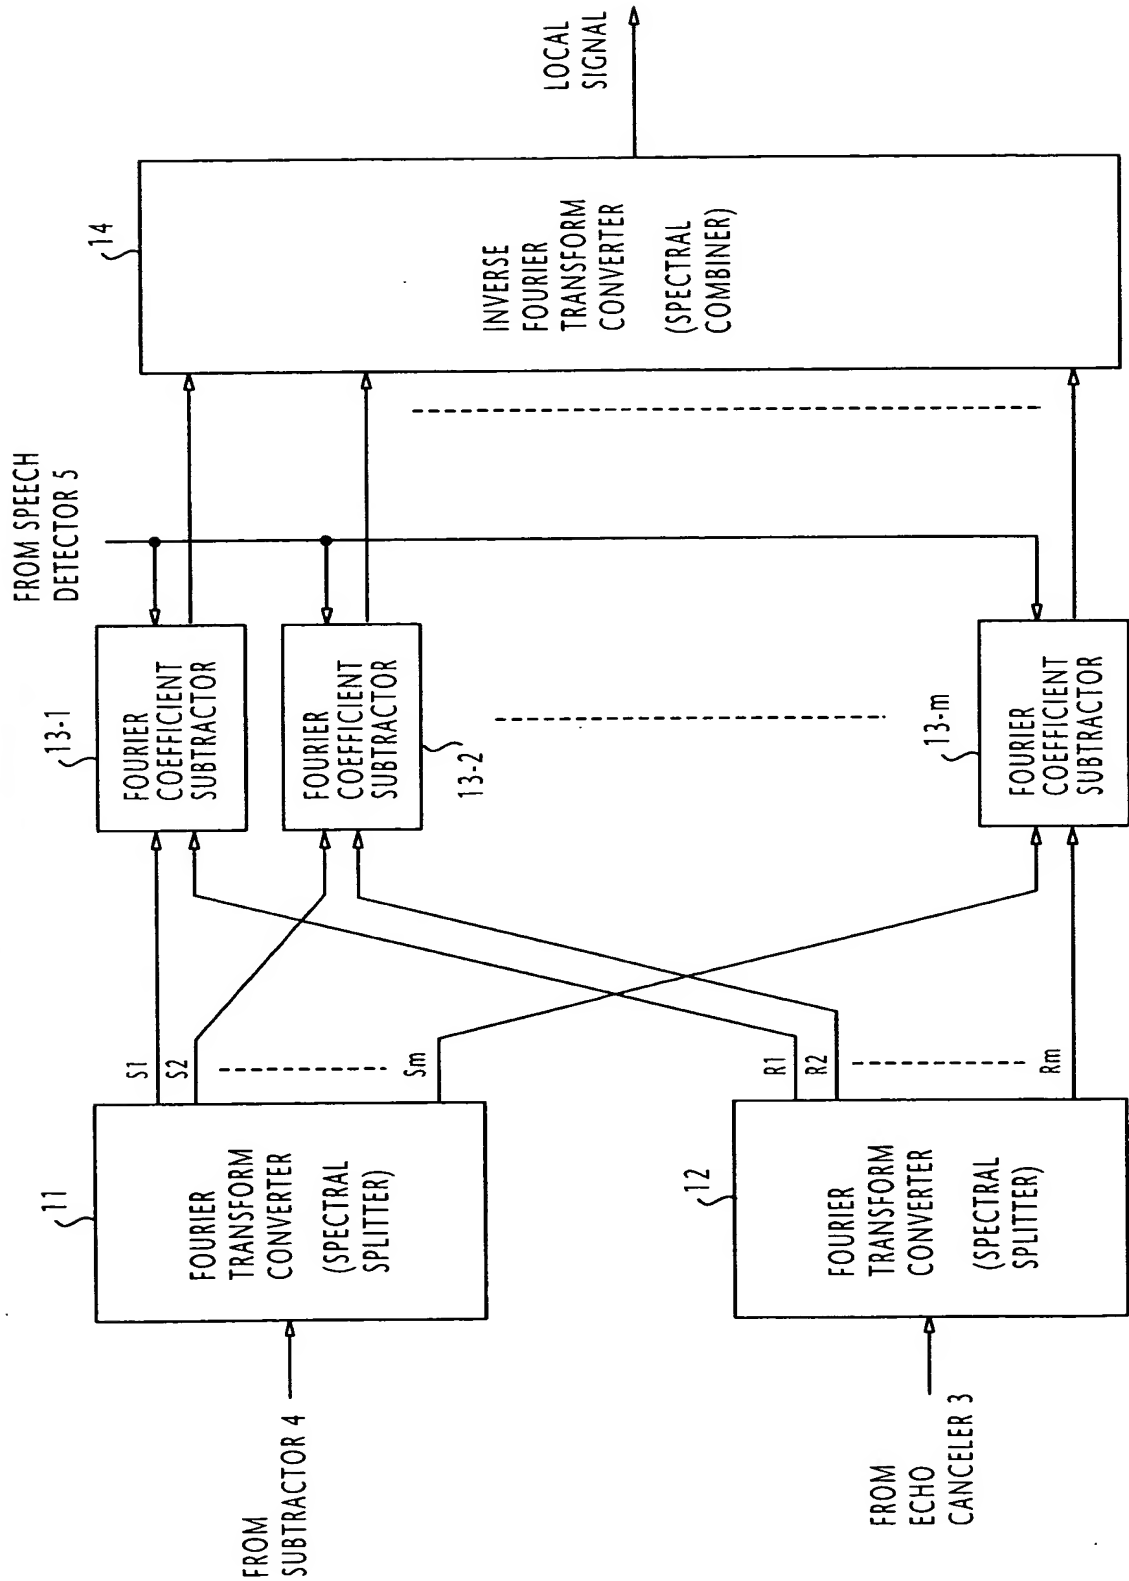 FROM
SUBTRACTOR 4
11
FOURIER
TRANSFORM
CONVERTER
(SPECTRAL
SPLITTER)
S1
S2
Sm
FROM
ECHO
CANCELER 3
12
FOURIER
TRANSFORM
CONVERTER
(SPECTRAL
SPLITTER)
R1
R2
Rm
13-1
FOURIER
COEFFICIENT
SUBTRACTOR
FOURIER
COEFFICIENT
SUBTRACTOR
13-2
13-m
FOURIER
COEFFICIENT
SUBTRACTOR
FROM SPEECH
DETECTOR 5
14
INVERSE
FOURIER
TRANSFORM
CONVERTER
(SPECTRAL
COMBINER)
LOCAL
SIGNAL